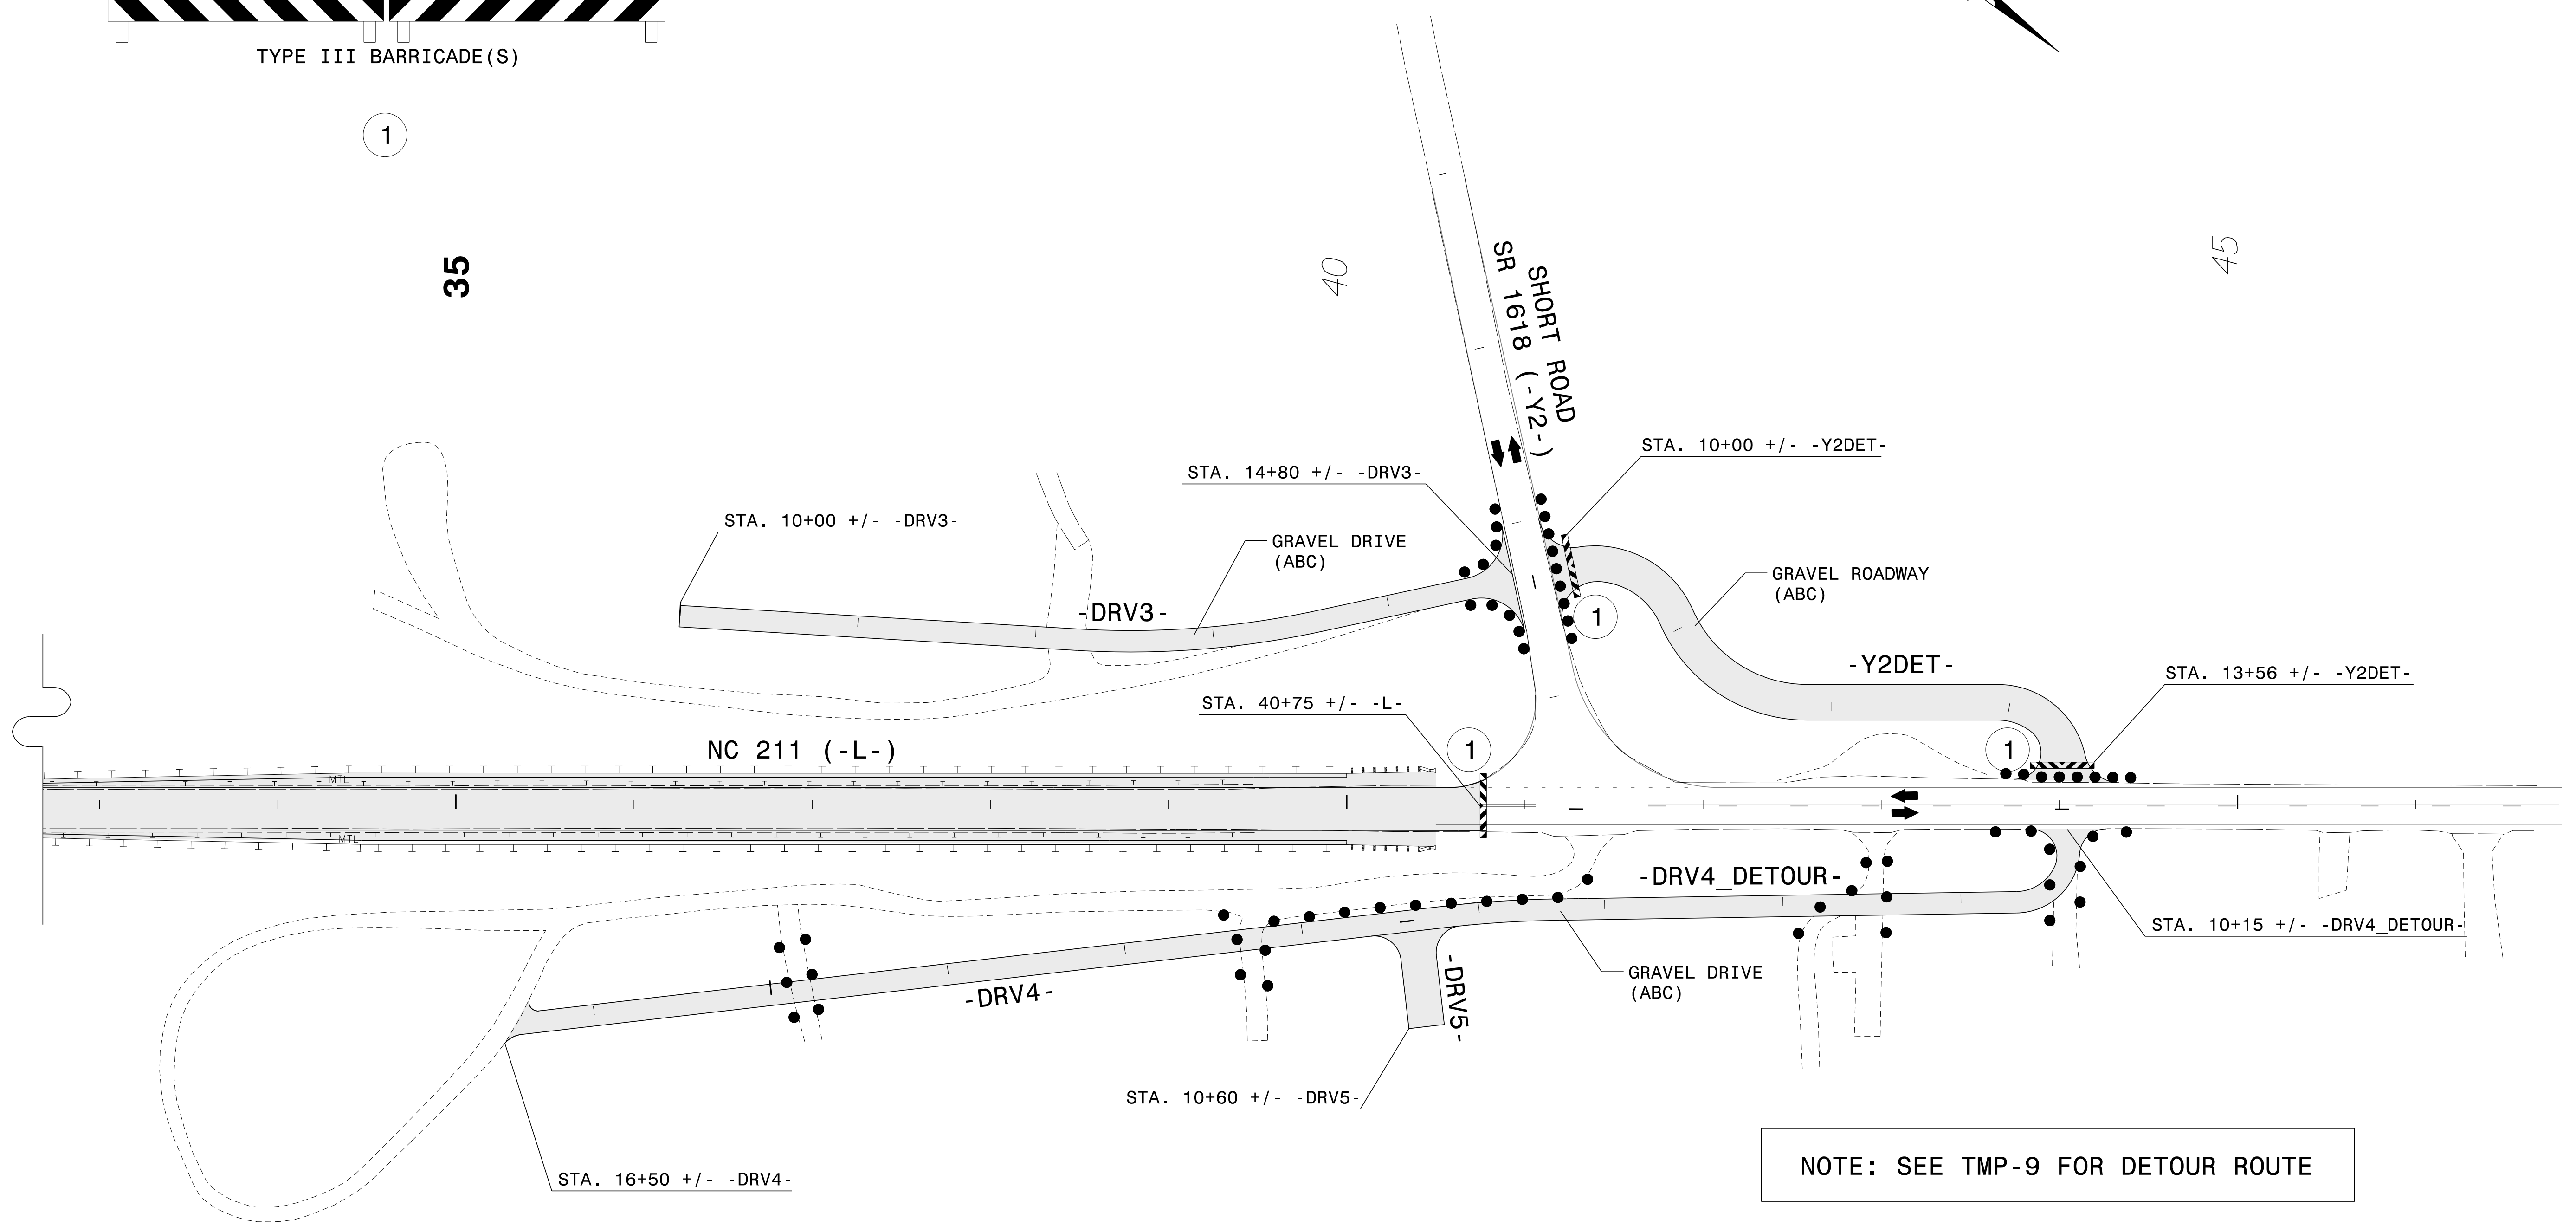 TYPE III BARRICADE(S)
1
35
40
45
SHORT ROAD
SR 1618 (-Y2-)
STA. 10+00 +/- -Y2DET-
STA. 14+80 +/- -DRV3-
STA. 10+00 +/- -DRV3-
GRAVEL DRIVE
(ABC)
GRAVEL ROADWAY
(ABC)
-DRV3-
1
-Y2DET-
STA. 13+56 +/- -Y2DET-
STA. 40+75 +/- -L-
NC 211 (-L-)
1
1
MTL
MTL
-DRV4_DETOUR-
STA. 10+15 +/- -DRV4_DETOUR-
GRAVEL DRIVE
(ABC)
-DRV4-
-DRV5-
STA. 10+60 +/- -DRV5-
STA. 16+50 +/- -DRV4-
NOTE: SEE TMP-9 FOR DETOUR ROUTE